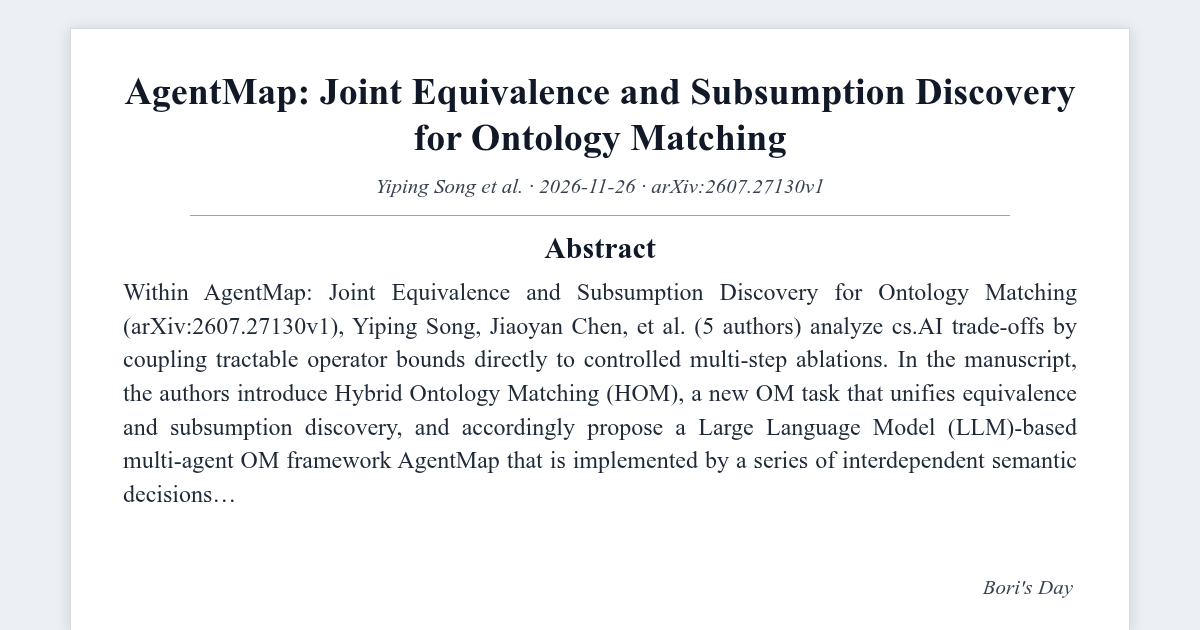 AgentMap: Joint Equivalence and Subsumption Discovery
for Ontology Matching
Yiping Song et al. · 2026-11-26 · arXiv:2607.27130v1
Abstract
Within AgentMap: Joint Equivalence and Subsumption Discovery for Ontology Matching
(arXiv:2607.27130v1), Yiping Song, Jiaoyan Chen, et al. (5 authors) analyze cs.AI trade-offs by
coupling tractable operator bounds directly to controlled multi-step ablations. In the manuscript,
the authors introduce Hybrid Ontology Matching (HOM), a new OM task that unifies equivalence
and subsumption discovery, and accordingly propose a Large Language Model (LLM)-based
multi-agent OM framework AgentMap that is implemented by a series of interdependent semantic
decisions…
Bori's Day